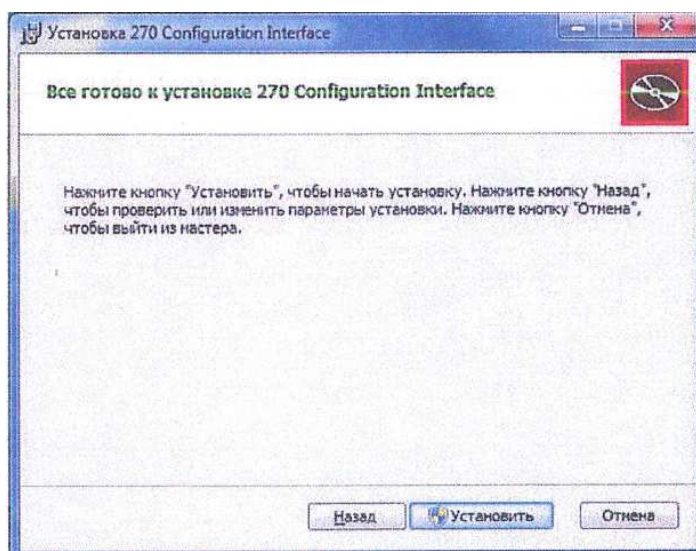 Установка 270 Configuration Interface
Все готово к установке 270 Configuration Interface
Нажмите кнопку "Установить", чтобы начать установку. Нажмите кнопку "Назад",
чтобы проверить или изменить параметры установки. Нажмите кнопку "Отмена",
чтобы выйти из мастера.
Назад
Установить
Отмена